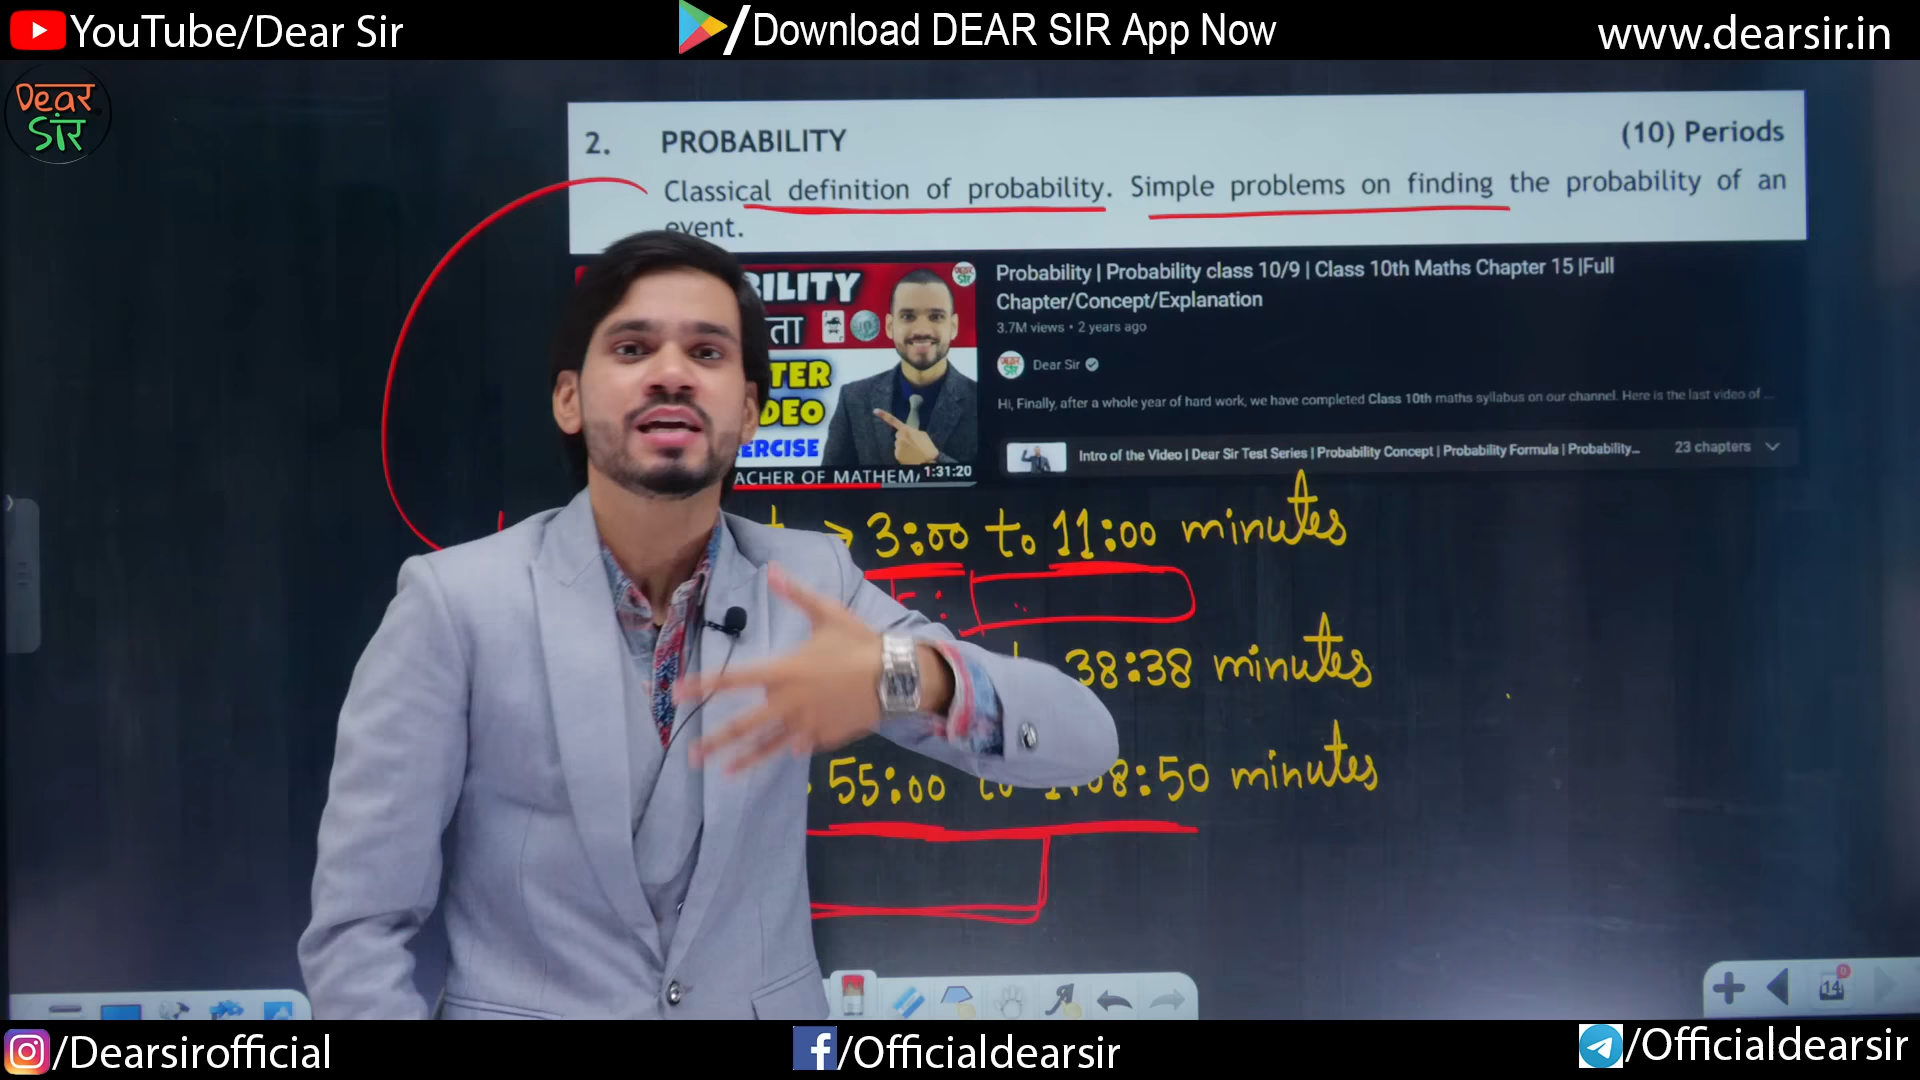 YouTube/Dear Sir
/Download DEAR SIR App Now
www.dearsir.in
Dear
सर
2. PROBABILITY (10) Periods
Classical definition of probability. Simple problems on finding the probability of an
event.
ILITY
ता
TER
DEO
ERCISE
ACHER OF MATHEM
1:31:20
Probability | Probability class 10/9 | Class 10th Maths Chapter 15 |Full
Chapter/Concept/Explanation
3.7M views • 2 years ago
Dear Sir
Hi, Finally, after a whole year of hard work, we have completed Class 10th maths syllabus on our channel. Here is the last video of ...
Intro of the Video | Dear Sir Test Series | Probability Concept | Probability Formula | Probability... 23 chapters
→ 3:00 to 11:00 minutes
38:38 minutes
55:00 to 08:50 minutes
14
/Dearsirofficial
/Officialdearsir
/Officialdearsir